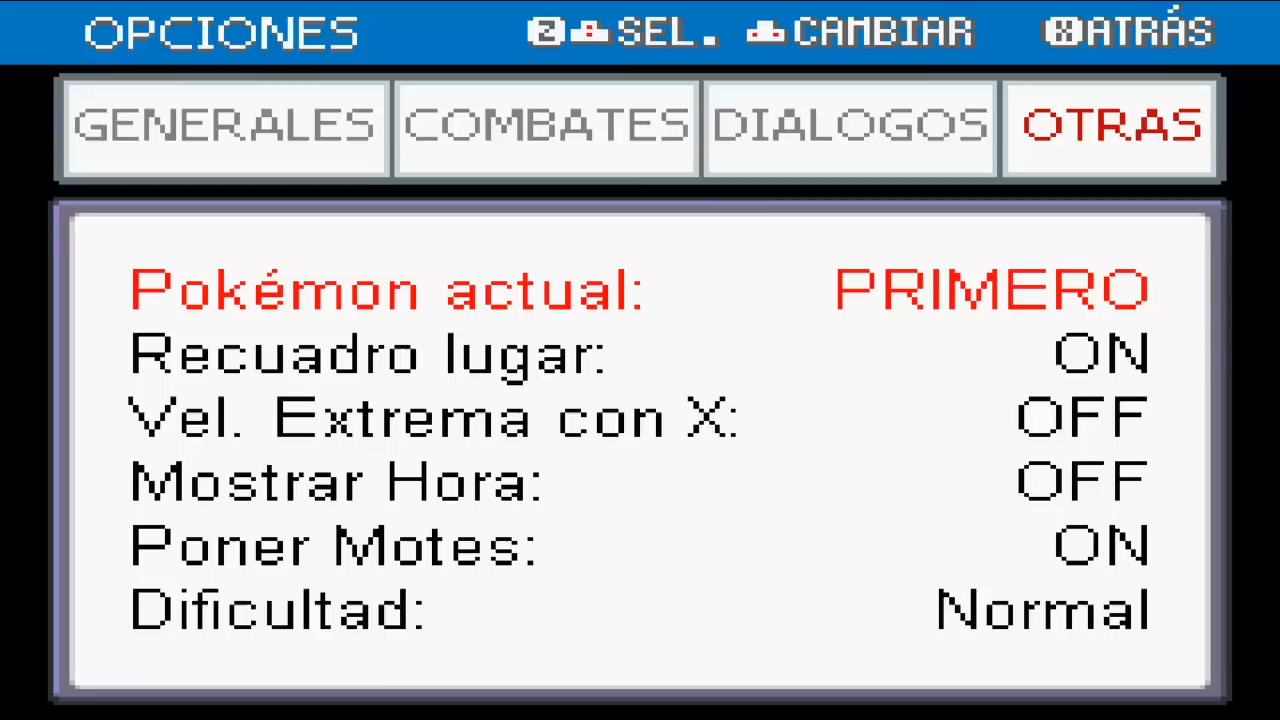 OPCIONES Z SEL. CAMBIAR X ATRÁS
GENERALES COMBATES DIALOGOS OTRAS
Pokémon actual: PRIMERO
Recuadro lugar: ON
Vel. Extrema con X: OFF
Mostrar Hora: OFF
Poner Motes: ON
Dificultad: Normal